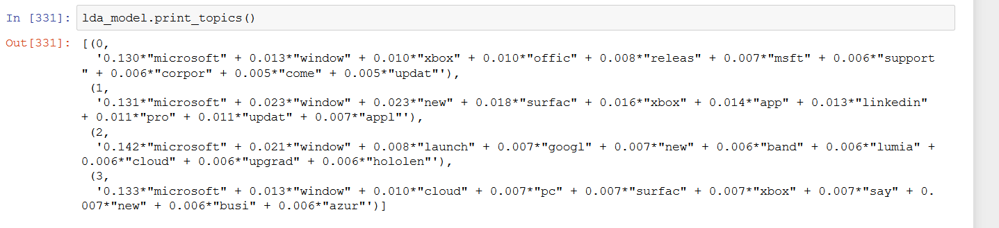 In [331]: lda_model.print_topics()
Out[331]: [(0,
'0.130*"microsoft" + 0.013*"window" + 0.010*"xbox" + 0.010*"offic" + 0.008*"releas" + 0.007*"msft" + 0.006*"support
" + 0.006*"corpor" + 0.005*"come" + 0.005*"updat"'),
(1,
'0.131*"microsoft" + 0.023*"window" + 0.023*"new" + 0.018*"surfac" + 0.016*"xbox" + 0.014*"app" + 0.013*"linkedin"
+ 0.011*"pro" + 0.011*"updat" + 0.007*"appl"'),
(2,
'0.142*"microsoft" + 0.021*"window" + 0.008*"launch" + 0.007*"googl" + 0.007*"new" + 0.006*"band" + 0.006*"lumia" +
0.006*"cloud" + 0.006*"upgrad" + 0.006*"hololen"'),
(3,
'0.133*"microsoft" + 0.013*"window" + 0.010*"cloud" + 0.007*"pc" + 0.007*"surfac" + 0.007*"xbox" + 0.007*"say" + 0.
007*"new" + 0.006*"busi" + 0.006*"azur"')]